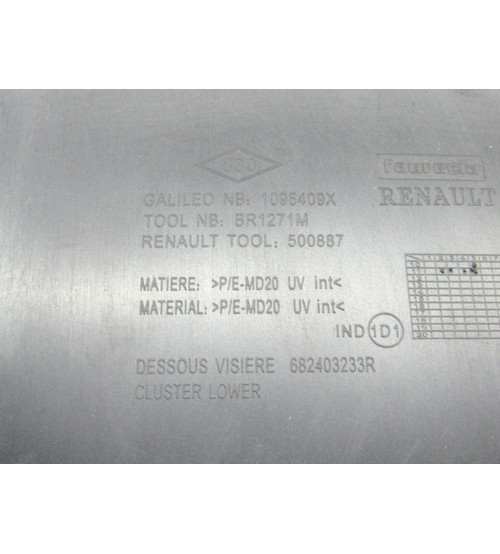 030
faurecia
GALILEO NB: 1096409X
RENAULT
TOOL NB: BR1271M
RENAULT TOOL: 500887
MATIERE: >P/E-MD20 UV int<
MATERIAL: >P/E-MD20 UV int<
IND 1D1
DESSOUS VISIERE 682403233R
CLUSTER LOWER